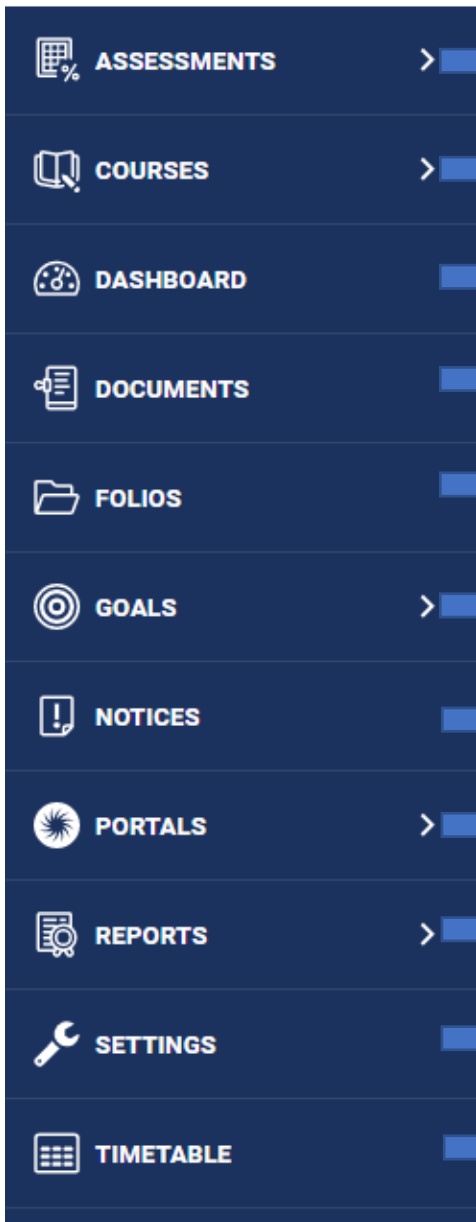 ASSESSMENTS
COURSES
DASHBOARD
DOCUMENTS
FOLIOS
GOALS
NOTICES
PORTALS
REPORTS
SETTINGS
TIMETABLE